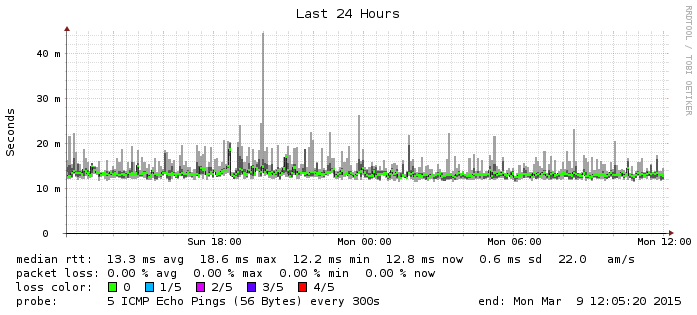 Last 24 Hours
RRDTOOL / TOBI OETIKER
Seconds
40 m
30 m
20 m
10 m
0
Sun 18:00 Mon 00:00 Mon 06:00 Mon 12:00
median rtt: 13.3 ms avg 18.6 ms max 12.2 ms min 12.8 ms now 0.6 ms sd 22.0 am/s
packet loss: 0.00 % avg 0.00 % max 0.00 % min 0.00 % now
loss color: 0 1/5 2/5 3/5 4/5
probe: 5 ICMP Echo Pings (56 Bytes) every 300s end: Mon Mar 9 12:05:20 2015